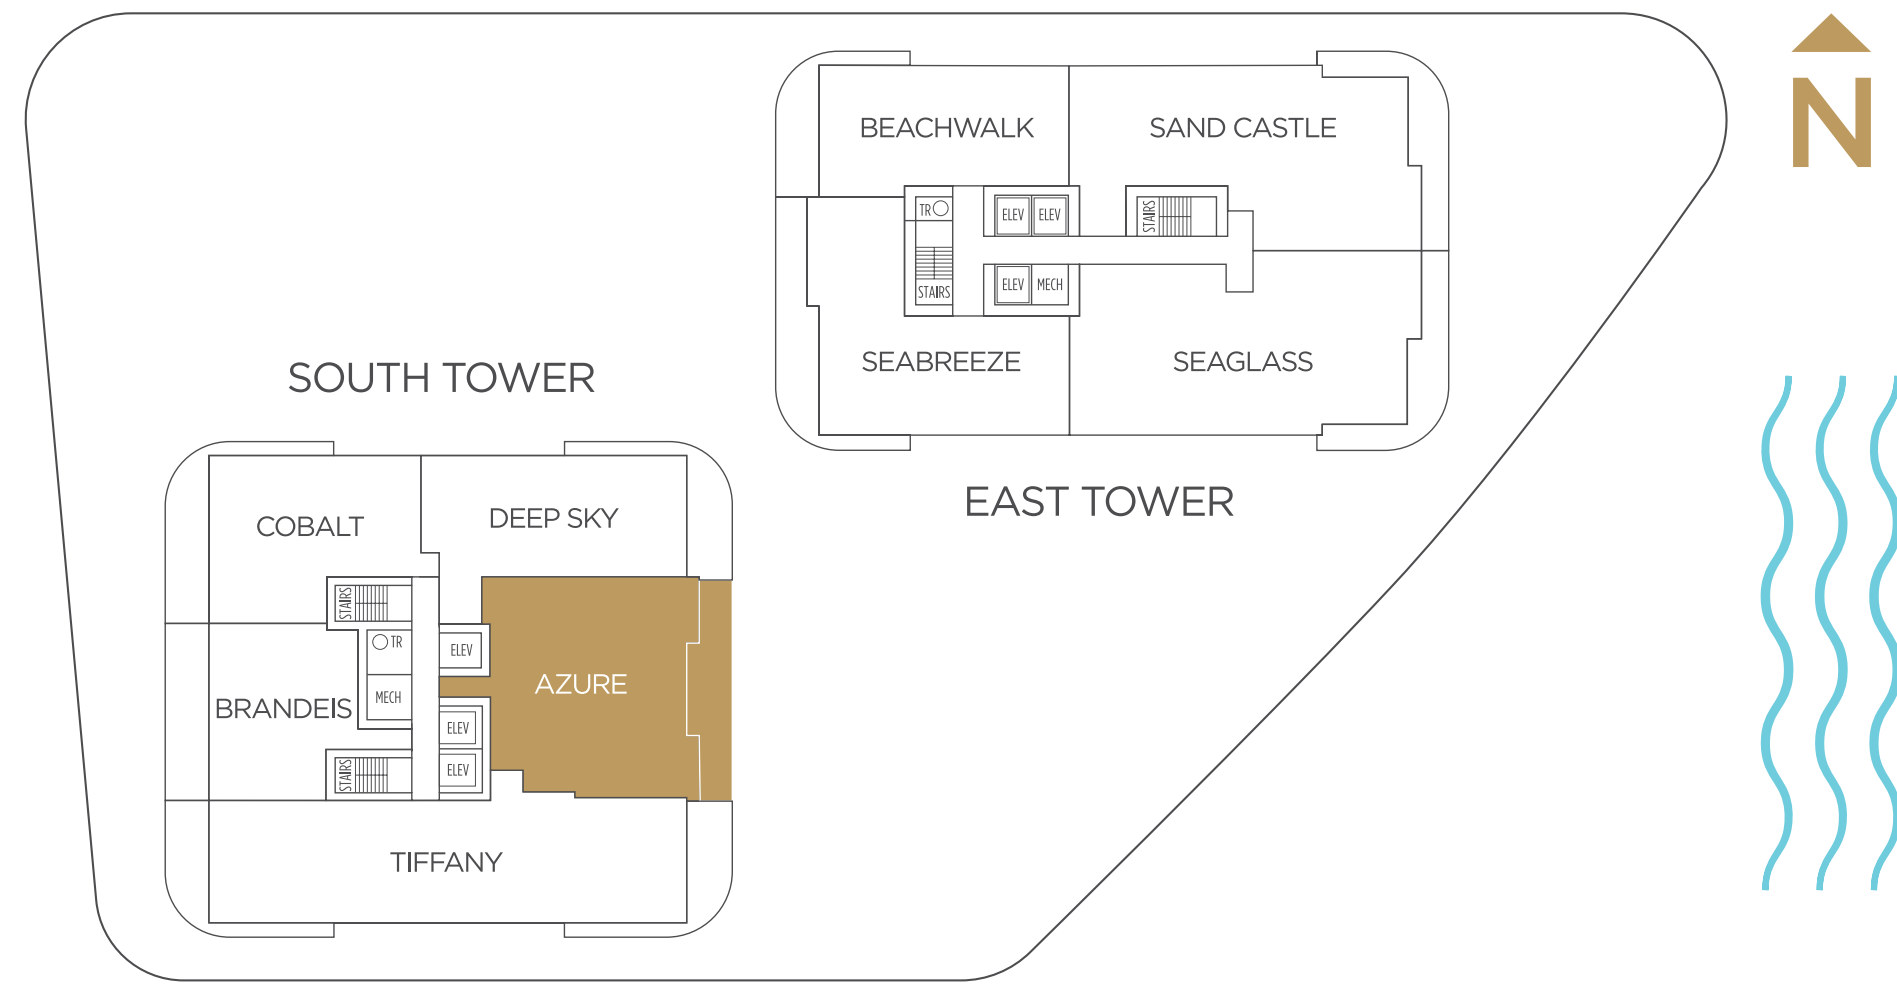 N
BEACHWALK
SAND CASTLE
TR
ELEV
ELEV
STAIRS
STAIRS
ELEV
MECH
SEABREEZE
SEAGLASS
EAST TOWER
SOUTH TOWER
COBALT
DEEP SKY
STAIRS
TR
ELEV
MECH
AZURE
BRANDEIS
ELEV
ELEV
STAIRS
TIFFANY